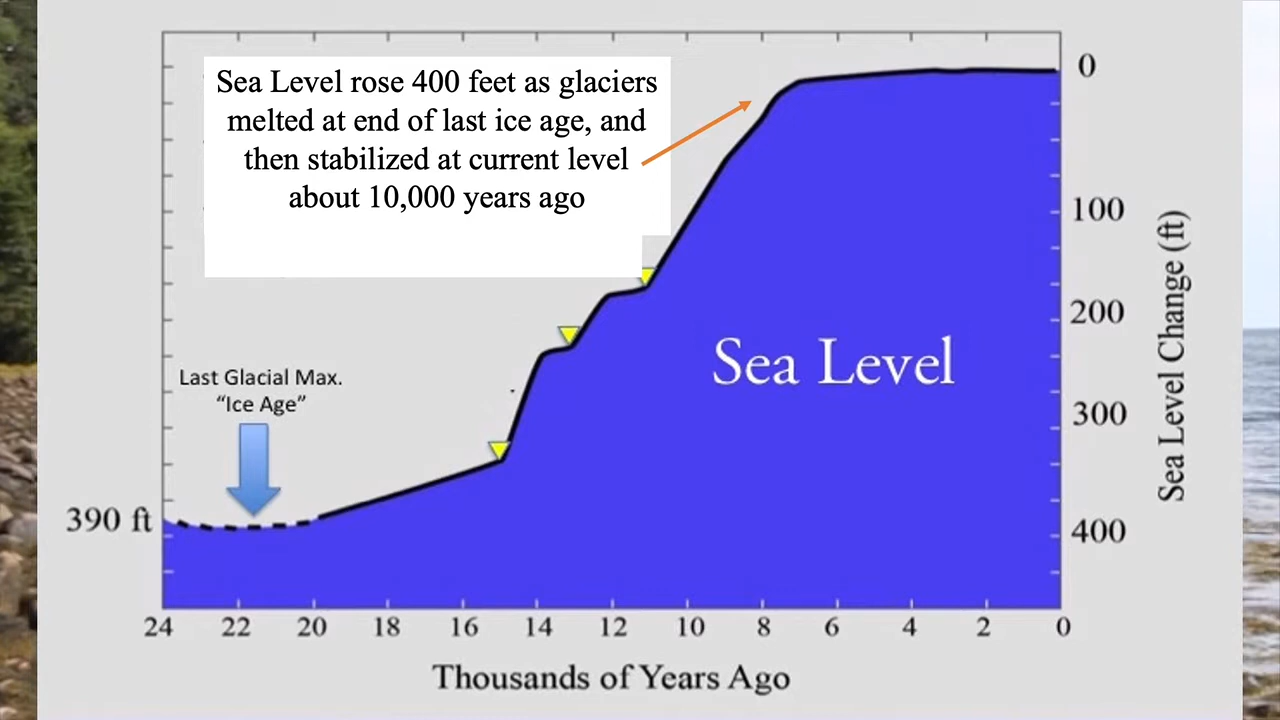 Sea Level rose 400 feet as glaciers
melted at end of last ice age, and
then stabilized at current level
about 10,000 years ago
0
100
200
300
400
Sea Level Change (ft)
Sea Level
Last Glacial Max.
“Ice Age”
390 ft
24 22 20 18 16 14 12 10 8 6 4 2 0
Thousands of Years Ago